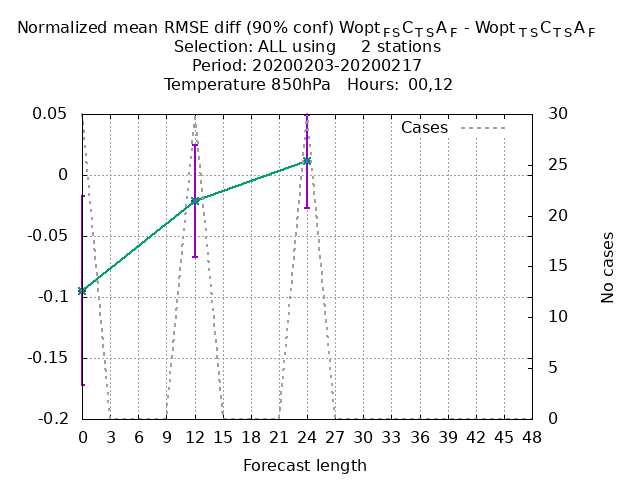 Normalized mean RMSE diff (90% conf) Wopt FS C TS A F - Wopt TS C TS A F
Selection: ALL using 2 stations
Period: 20200203-20200217
Temperature 850hPa Hours: 00,12
Cases
0.05
0
-0.05
-0.1
-0.15
-0.2
30
25
20
15
10
5
0
No cases
0 3 6 9 12 15 18 21 24 27 30 33 36 39 42 45 48
Forecast length